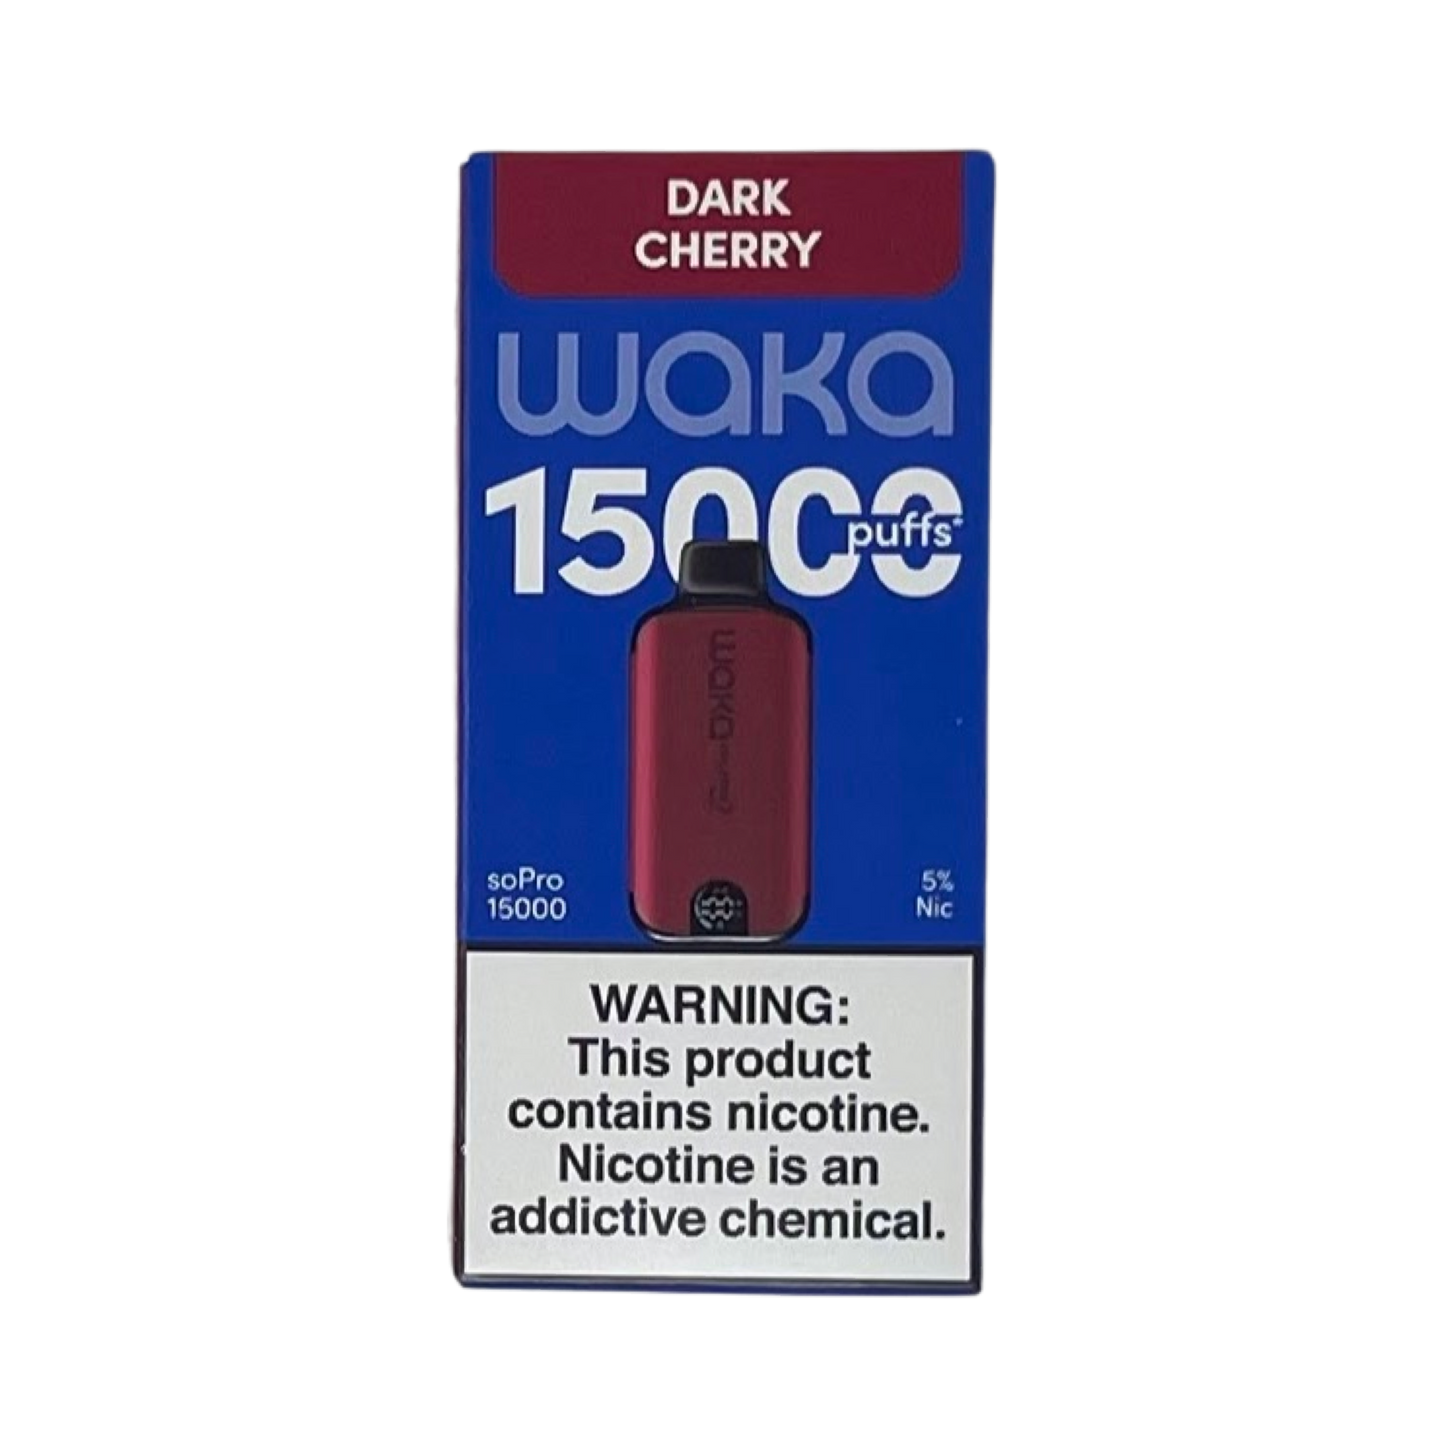 DARK
CHERRY
waka
15000
puffs*
waka
soPro
15000
5%
Nic
WARNING:
This product
contains nicotine.
Nicotine is an
addictive chemical.